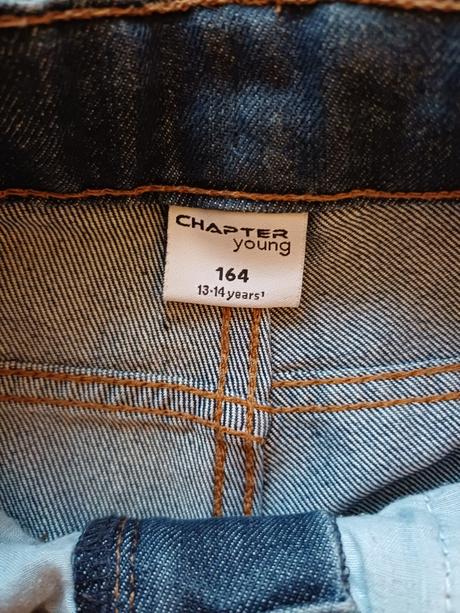 CHAPTER
young
164
13-14 years¹